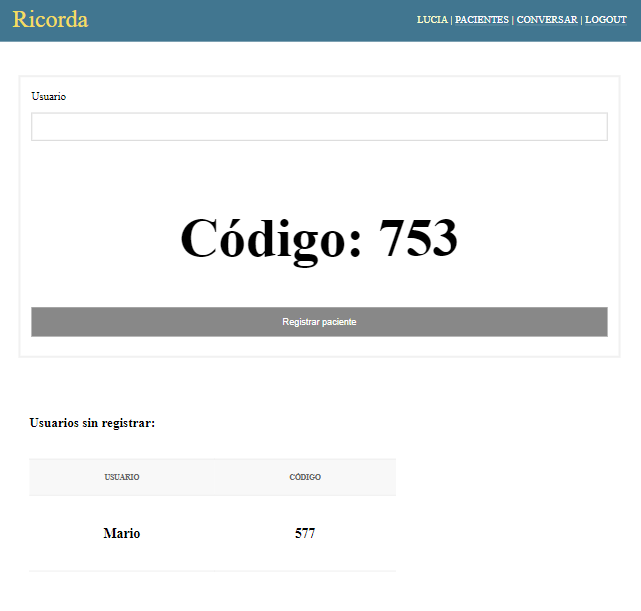 Ricorda
LUCIA | PACIENTES | CONVERSAR | LOGOUT
Usuario
Código: 753
Registrar paciente
Usuarios sin registrar:
USUARIO CÓDIGO
Mario 577